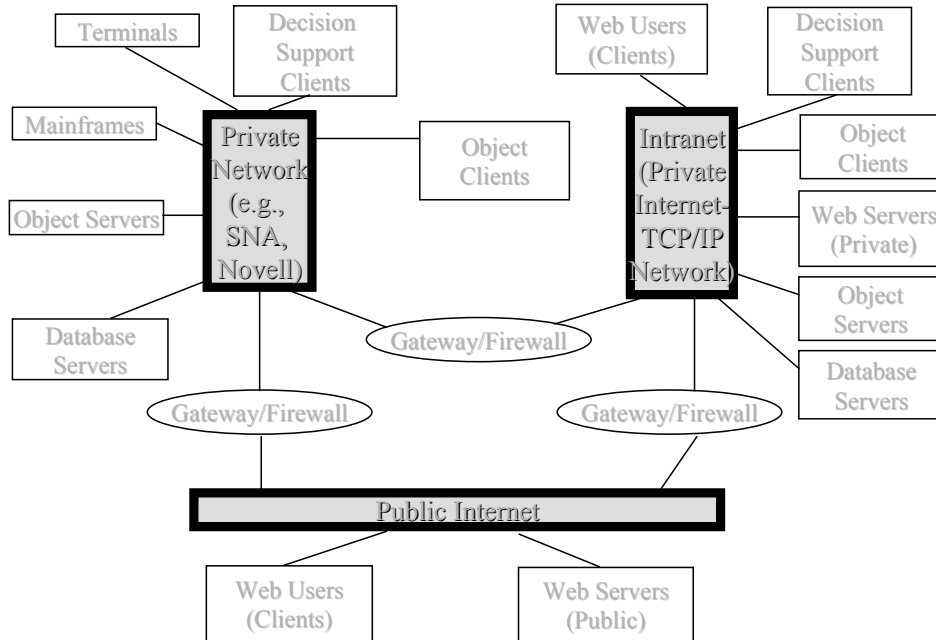 Terminals
Decision
Support
Clients
Web Users
(Clients)
Decision
Support
Clients
Mainframes
Private
Network
(e.g.,
SNA,
Novell)
Object
Clients
Intranet
(Private
Internet-
TCP/IP
Network)
Object
Clients
Object Servers
Web Servers
(Private)
Object
Servers
Database
Servers
Gateway/Firewall
Database
Servers
Gateway/Firewall
Gateway/Firewall
Public Internet
Web Users
(Clients)
Web Servers
(Public)